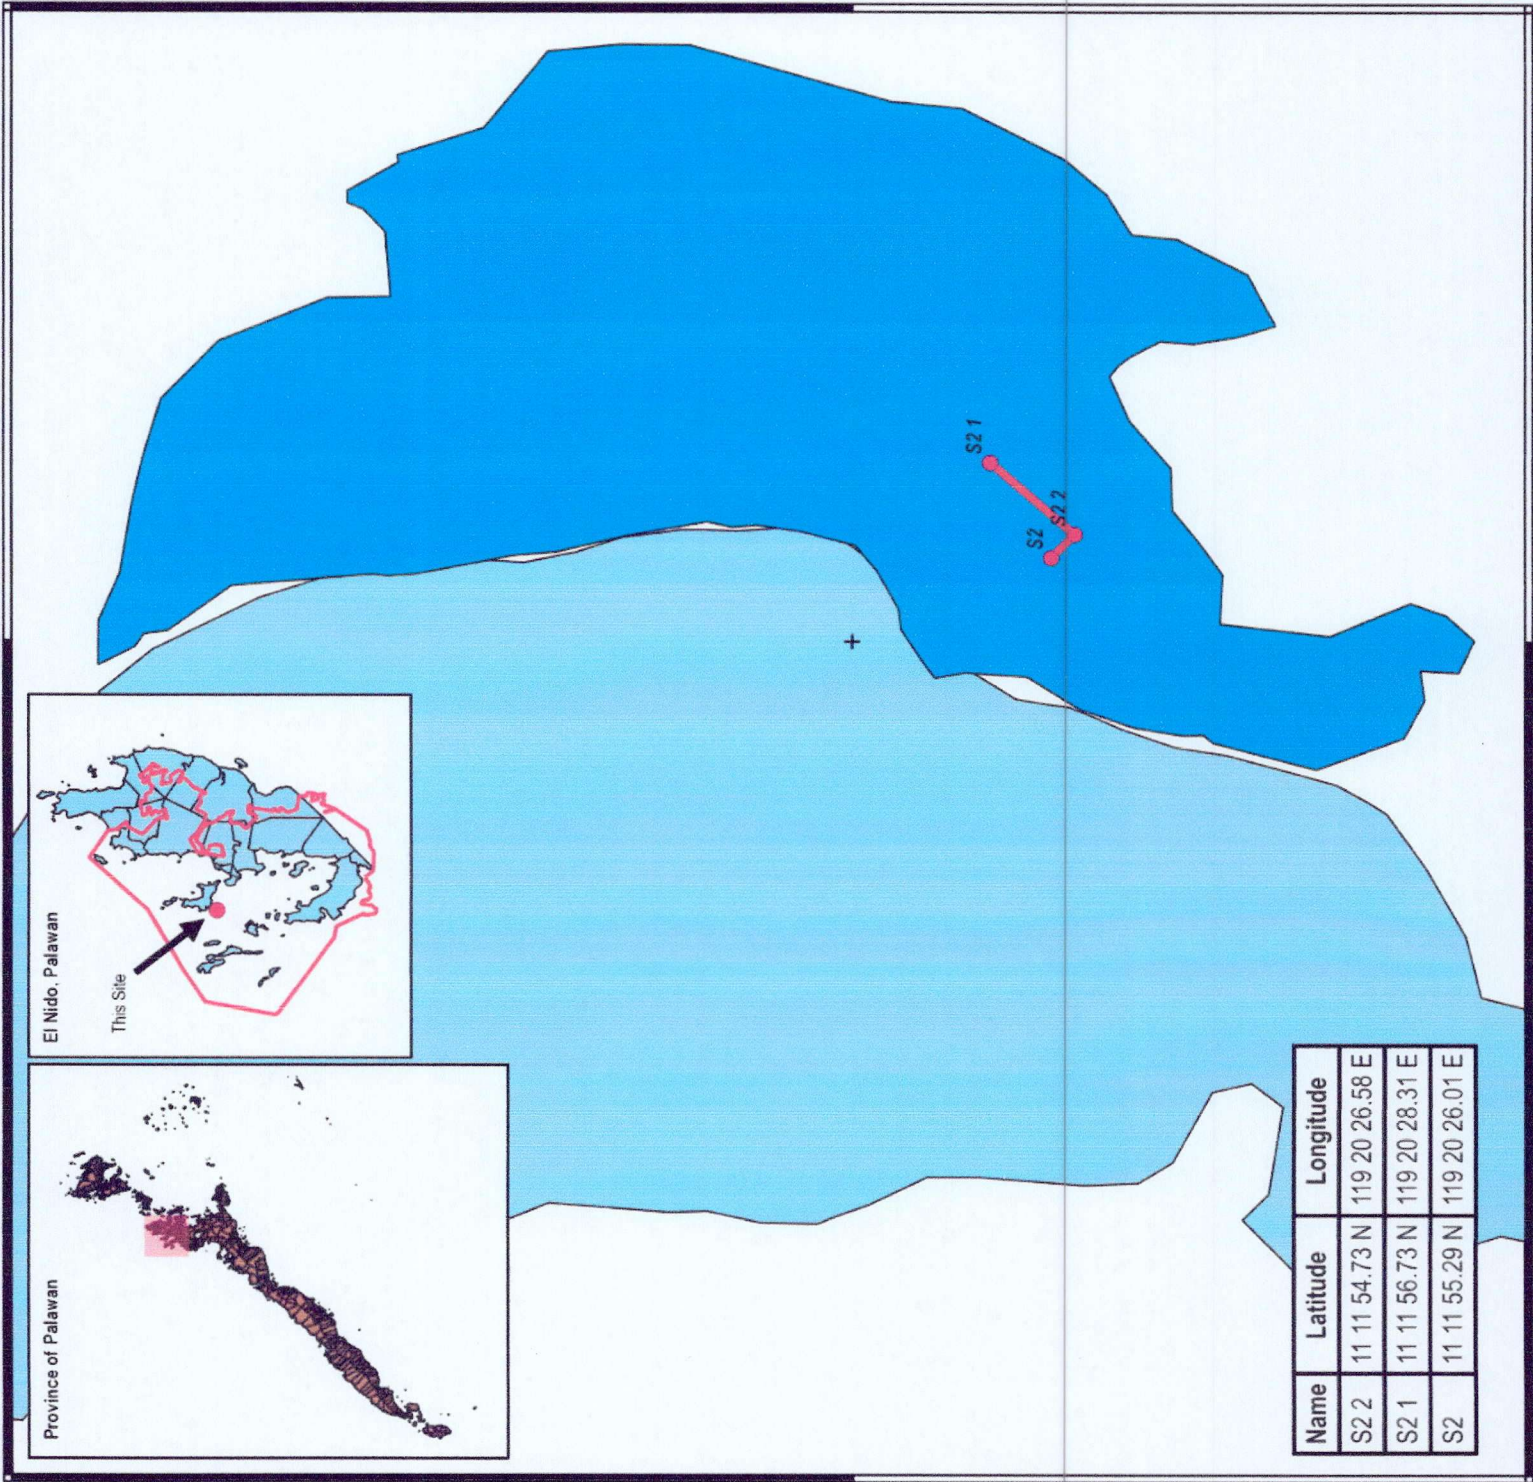 Province of Palawan
El Nido, Palawan
This Site
S2
S2 2
S2 1
Name Latitude Longitude
S2 2 11 11 54.73 N 119 20 26.58 E
S2 1 11 11 56.73 N 119 20 28.31 E
S2 11 11 55.29 N 119 20 26.01 E